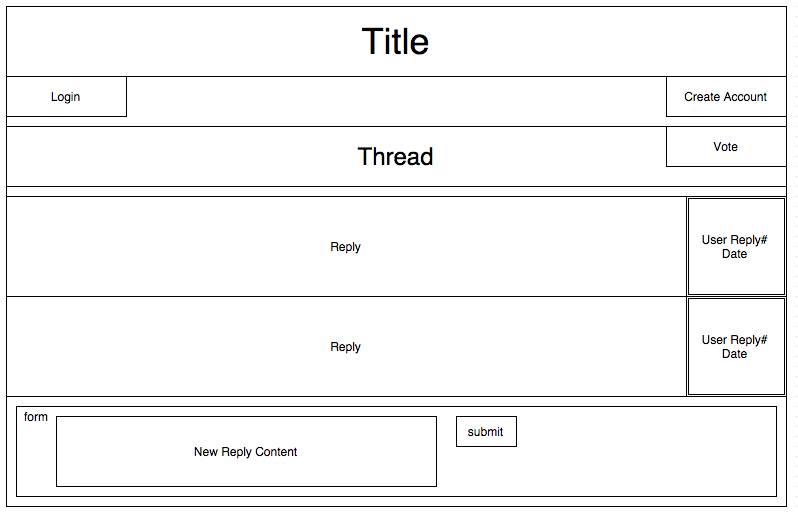 Title
Login
Create Account
Thread
Vote
Reply
User Reply#
Date
Reply
User Reply#
Date
form
New Reply Content
submit